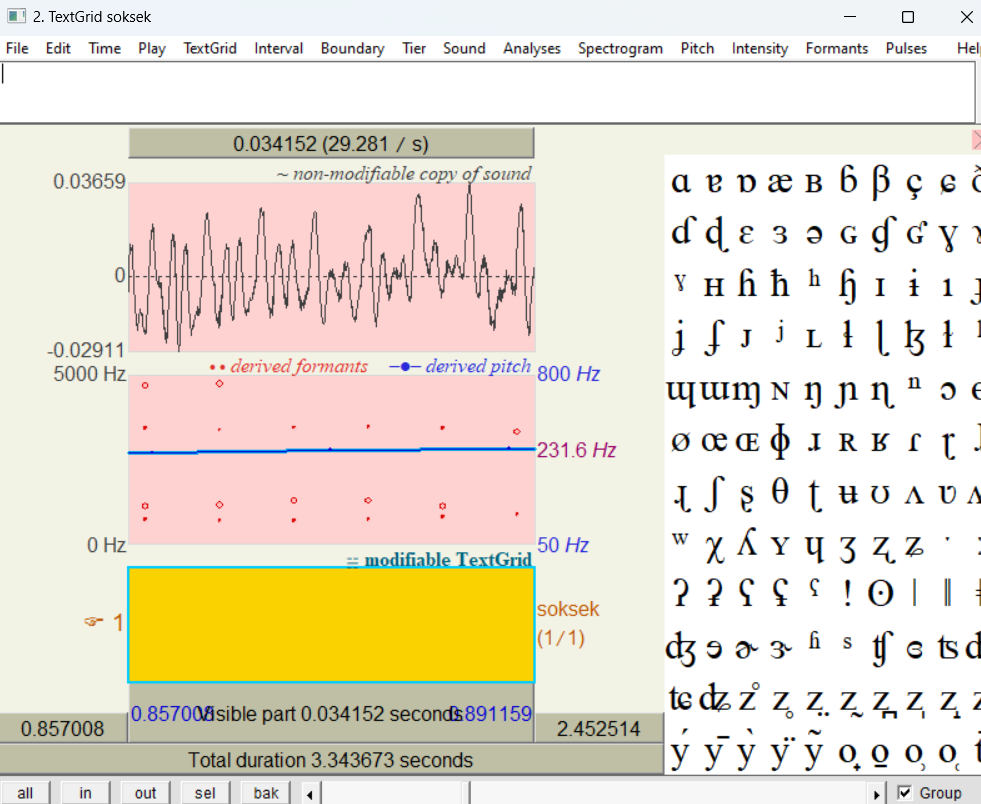 2. TextGrid soksek
File Edit Time Play TextGrid Interval Boundary Tier Sound Analyses Spectrogram Pitch Intensity Formants Pulses Hel
0.034152 (29.281 / s)
~ non-modifiable copy of sound
0.03659
0
-0.02911
•• derived formants –●– derived pitch
5000 Hz 800 Hz
231.6 Hz
0 Hz 50 Hz
modifiable TextGrid
☞ 1 soksek
(1/1)
0.857008 Visible part 0.034152 seconds 0.891159
0.857008 2.452514
Total duration 3.343673 seconds
all in out sel bak Group
ɑ ɐ ɒ æ ʙ ɓ β ç ɕ
ɗ ɖ ɛ ɜ ə ɢ ɠ ʛ ɣ
ˠ ʜ ɦ ħ ʰ ɧ ɪ ɨ ı
ʝ ʄ ᴊ ʲ ʟ ɫ ɭ ɮ ɬ
ɰ ɯ ɱ ɴ ŋ ɲ ɳ ⁿ ɔ
ø œ ɶ ɸ ɹ ʀ ʁ ɾ ɽ
ɻ ʃ ʂ θ ʈ ʉ ʊ ʌ ʋ
ʷ χ ʎ ʏ ɥ ʒ ʐ ʑ
ʔ ʡ ʕ ʢ ˤ ! ʘ ǀ ǁ
ʤ ɘ ɚ ɝ ʱ ˢ ʧ ɞ ʦ